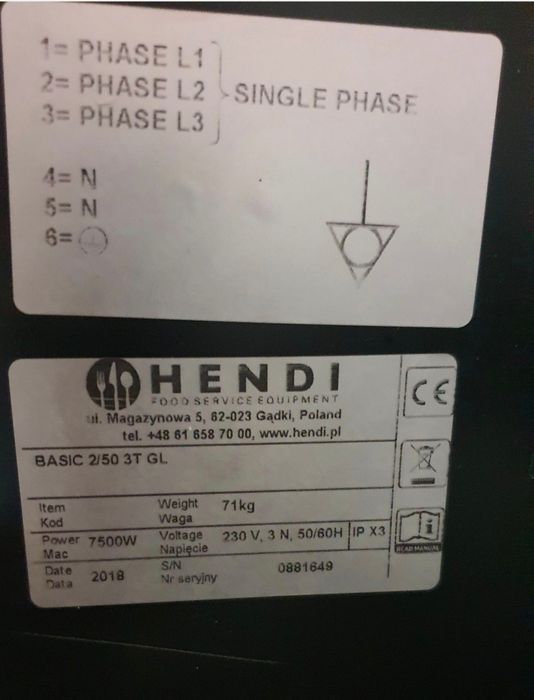 1= PHASE L1
2= PHASE L2
3= PHASE L3
SINGLE PHASE
4= N
5= N
6=
HENDI
FOOD SERVICE EQUIPMENT
ul. Magazynowa 5, 62-023 Gądki, Poland
tel. +48 61 658 70 00, www.hendi.pl
CE
BASIC 2/50 3T GL
Item
Kod
Weight
Waga
71kg
Power
Mac
7500W
Voltage
Napięcie
230 V, 3 N, 50/60H
IP X3
READ MANUAL
Date
Data
2018
S/N
Nr seryjny
0881649